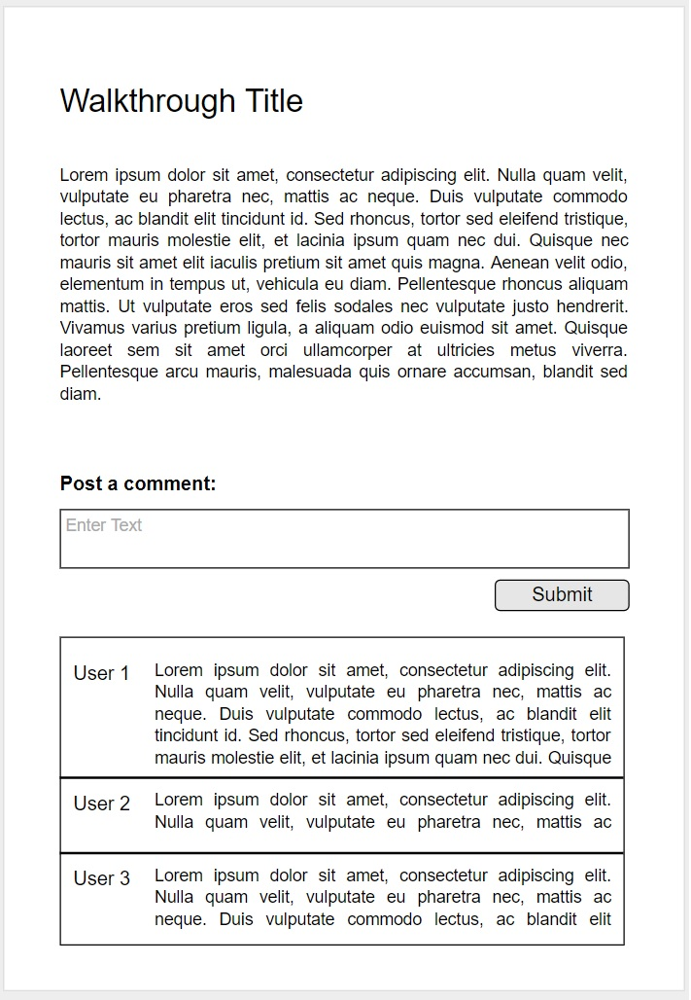 Walkthrough Title
Lorem ipsum dolor sit amet, consectetur adipiscing elit. Nulla quam velit,
vulputate eu pharetra nec, mattis ac neque. Duis vulputate commodo
lectus, ac blandit elit tincidunt id. Sed rhoncus, tortor sed eleifend tristique,
tortor mauris molestie elit, et lacinia ipsum quam nec dui. Quisque nec
mauris sit amet elit iaculis pretium sit amet quis magna. Aenean velit odio,
elementum in tempus ut, vehicula eu diam. Pellentesque rhoncus aliquam
mattis. Ut vulputate eros sed felis sodales nec vulputate justo hendrerit.
Vivamus varius pretium ligula, a aliquam odio euismod sit amet. Quisque
laoreet sem sit amet orci ullamcorper at ultricies metus viverra.
Pellentesque arcu mauris, malesuada quis ornare accumsan, blandit sed
diam.
Post a comment:
Enter Text
Submit
User 1
Lorem ipsum dolor sit amet, consectetur adipiscing elit.
Nulla quam velit, vulputate eu pharetra nec, mattis ac
neque. Duis vulputate commodo lectus, ac blandit elit
tincidunt id. Sed rhoncus, tortor sed eleifend tristique, tortor
mauris molestie elit, et lacinia ipsum quam nec dui. Quisque
User 2
Lorem ipsum dolor sit amet, consectetur adipiscing elit.
Nulla quam velit, vulputate eu pharetra nec, mattis ac
User 3
Lorem ipsum dolor sit amet, consectetur adipiscing elit.
Nulla quam velit, vulputate eu pharetra nec, mattis ac
neque. Duis vulputate commodo lectus, ac blandit elit